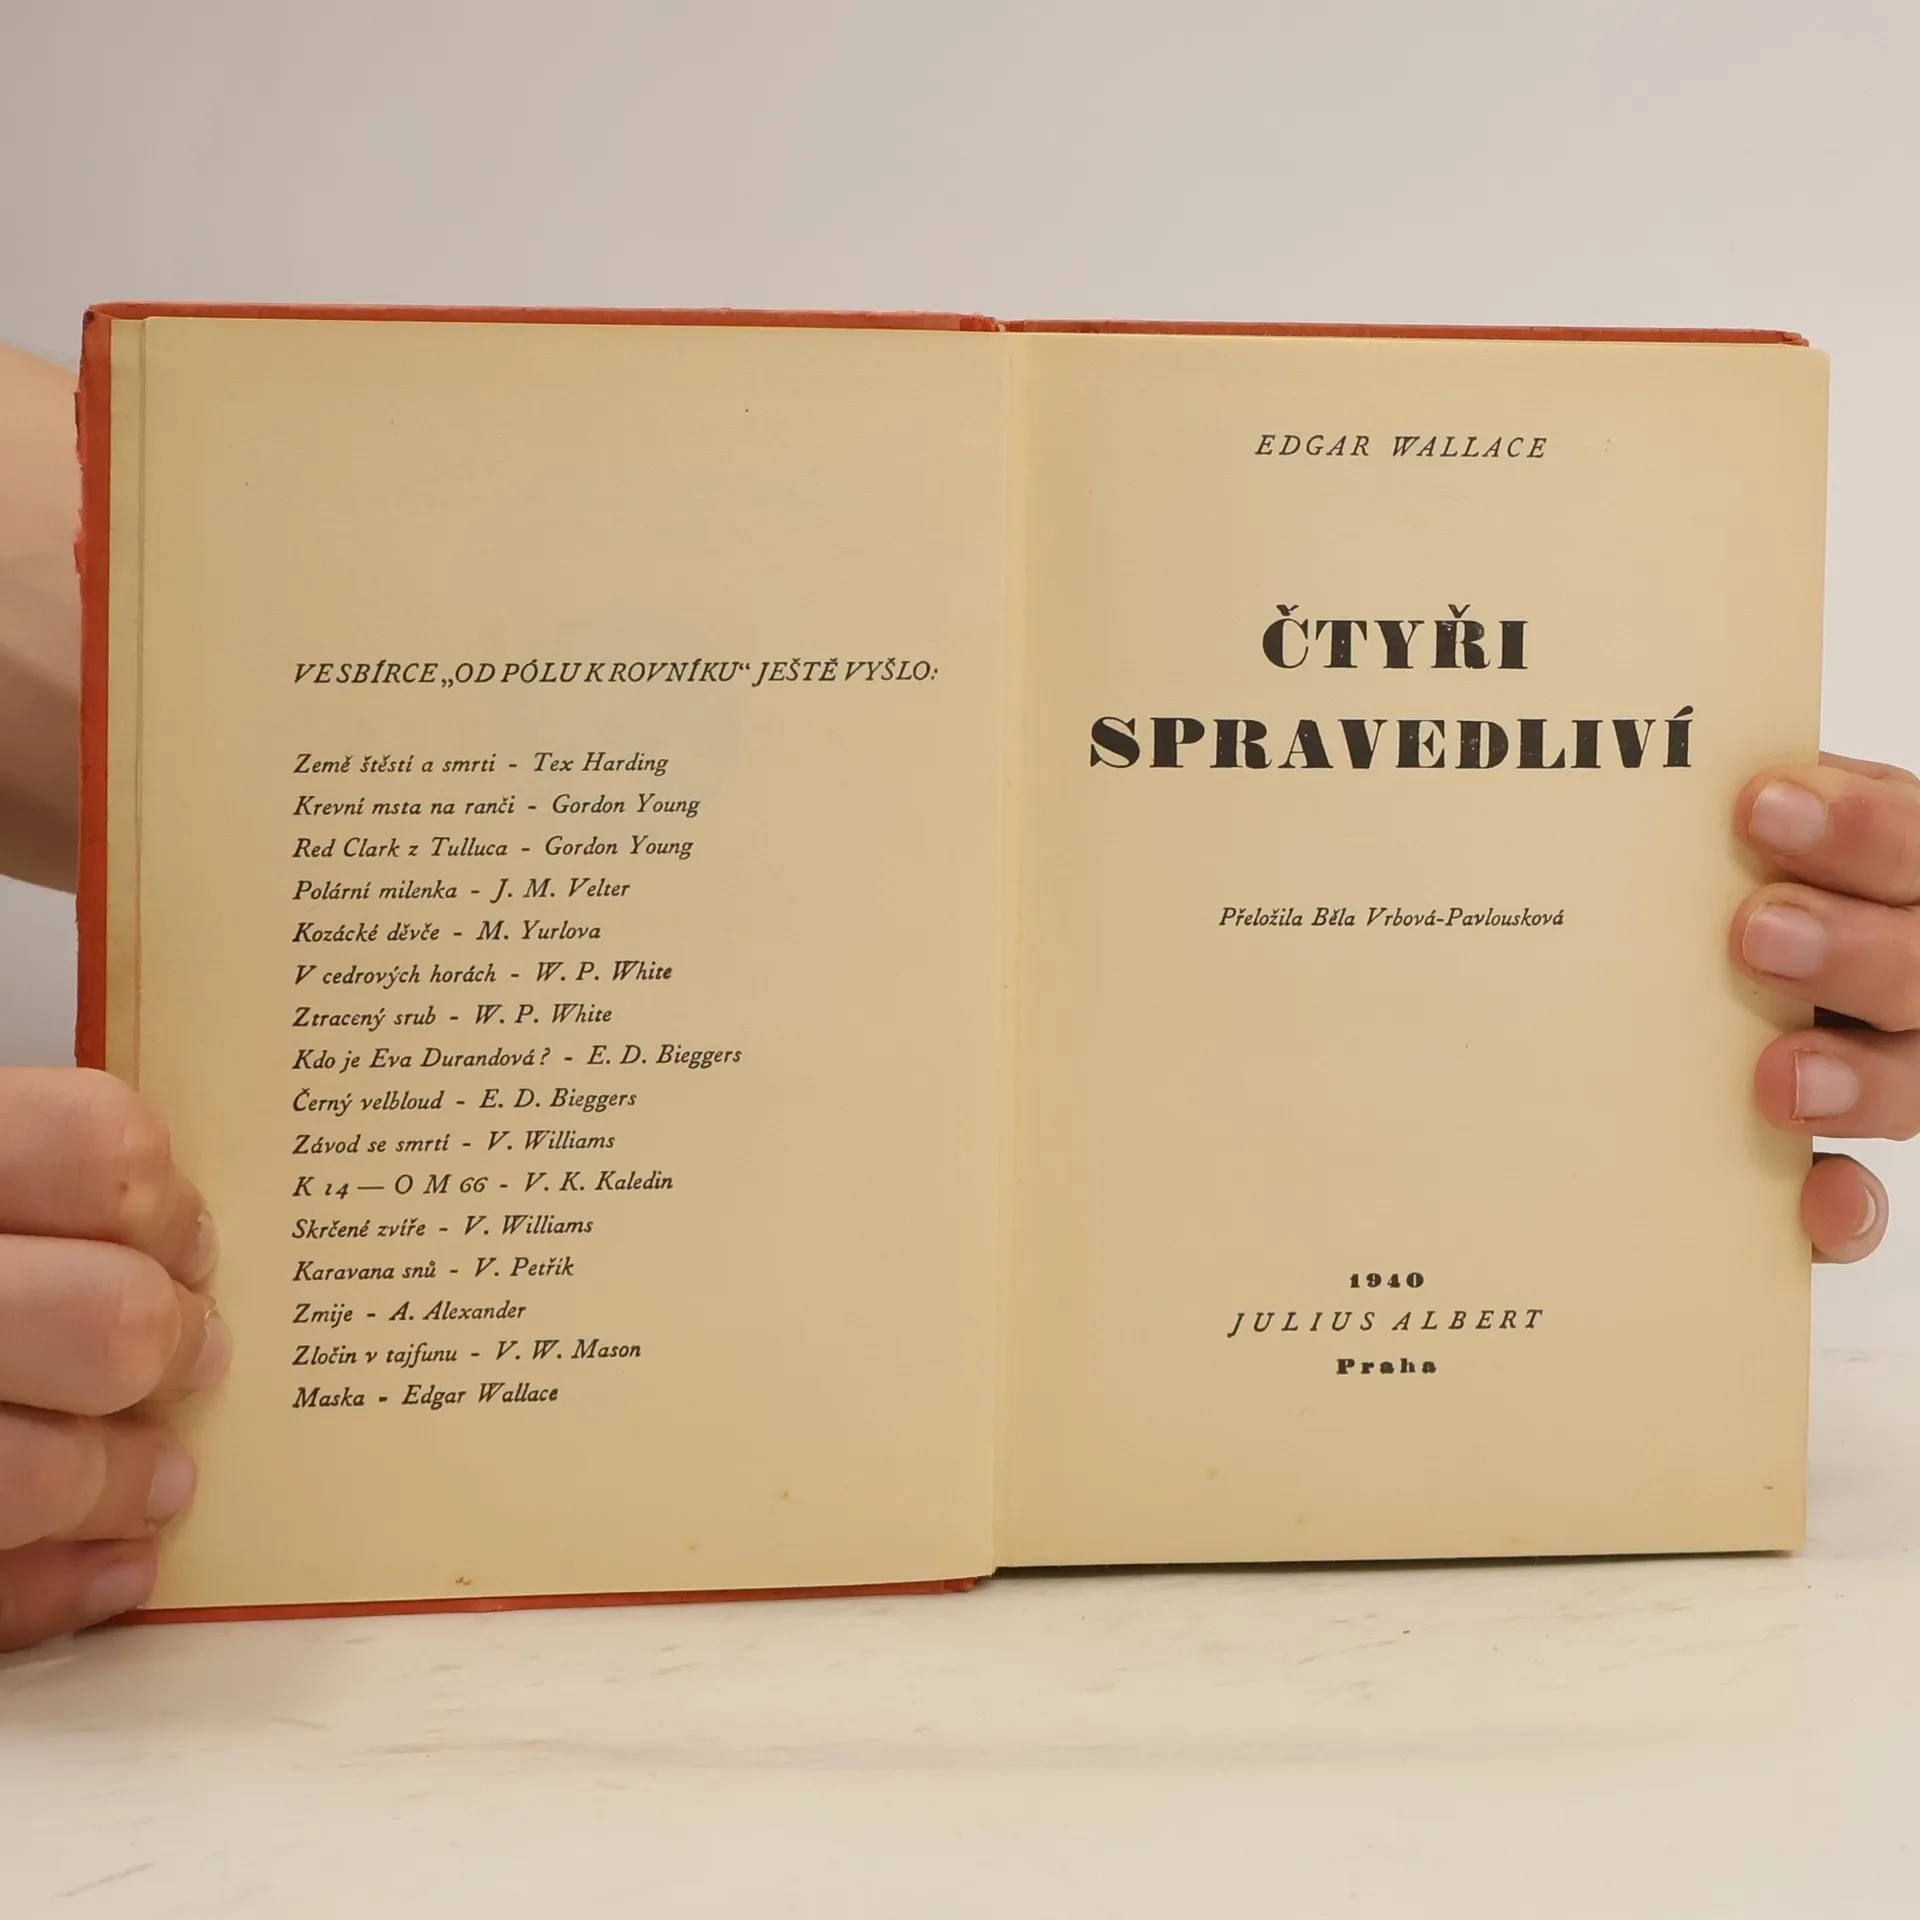 VE SBÍRCE „OD PÓLU K ROVNÍKU“ JEŠTĚ VYŠLO:
Země štěstí a smrti - Tex Harding
Krevní msta na ranči - Gordon Young
Red Clark z Tulluca - Gordon Young
Polární milenka - J. M. Velter
Kozácké děvče - M. Yurlova
V cedrových horách - W. P. White
Ztracený srub - W. P. White
Kdo je Eva Durandová? - E. D. Bieggers
Černý velbloud - E. D. Bieggers
Závod se smrtí - V. Williams
K 14 — O M 66 - V. K. Kaledin
Skrčené zvíře - V. Williams
Karavana snů - V. Petřík
Zmije - A. Alexander
Zločin v tajfunu - V. W. Mason
Maska - Edgar Wallace
EDGAR WALLACE
ČTYŘI
SPRAVEDLIVÍ
Přeložila Běla Vrbová-Pavlousková
1940
JULIUS ALBERT
Praha